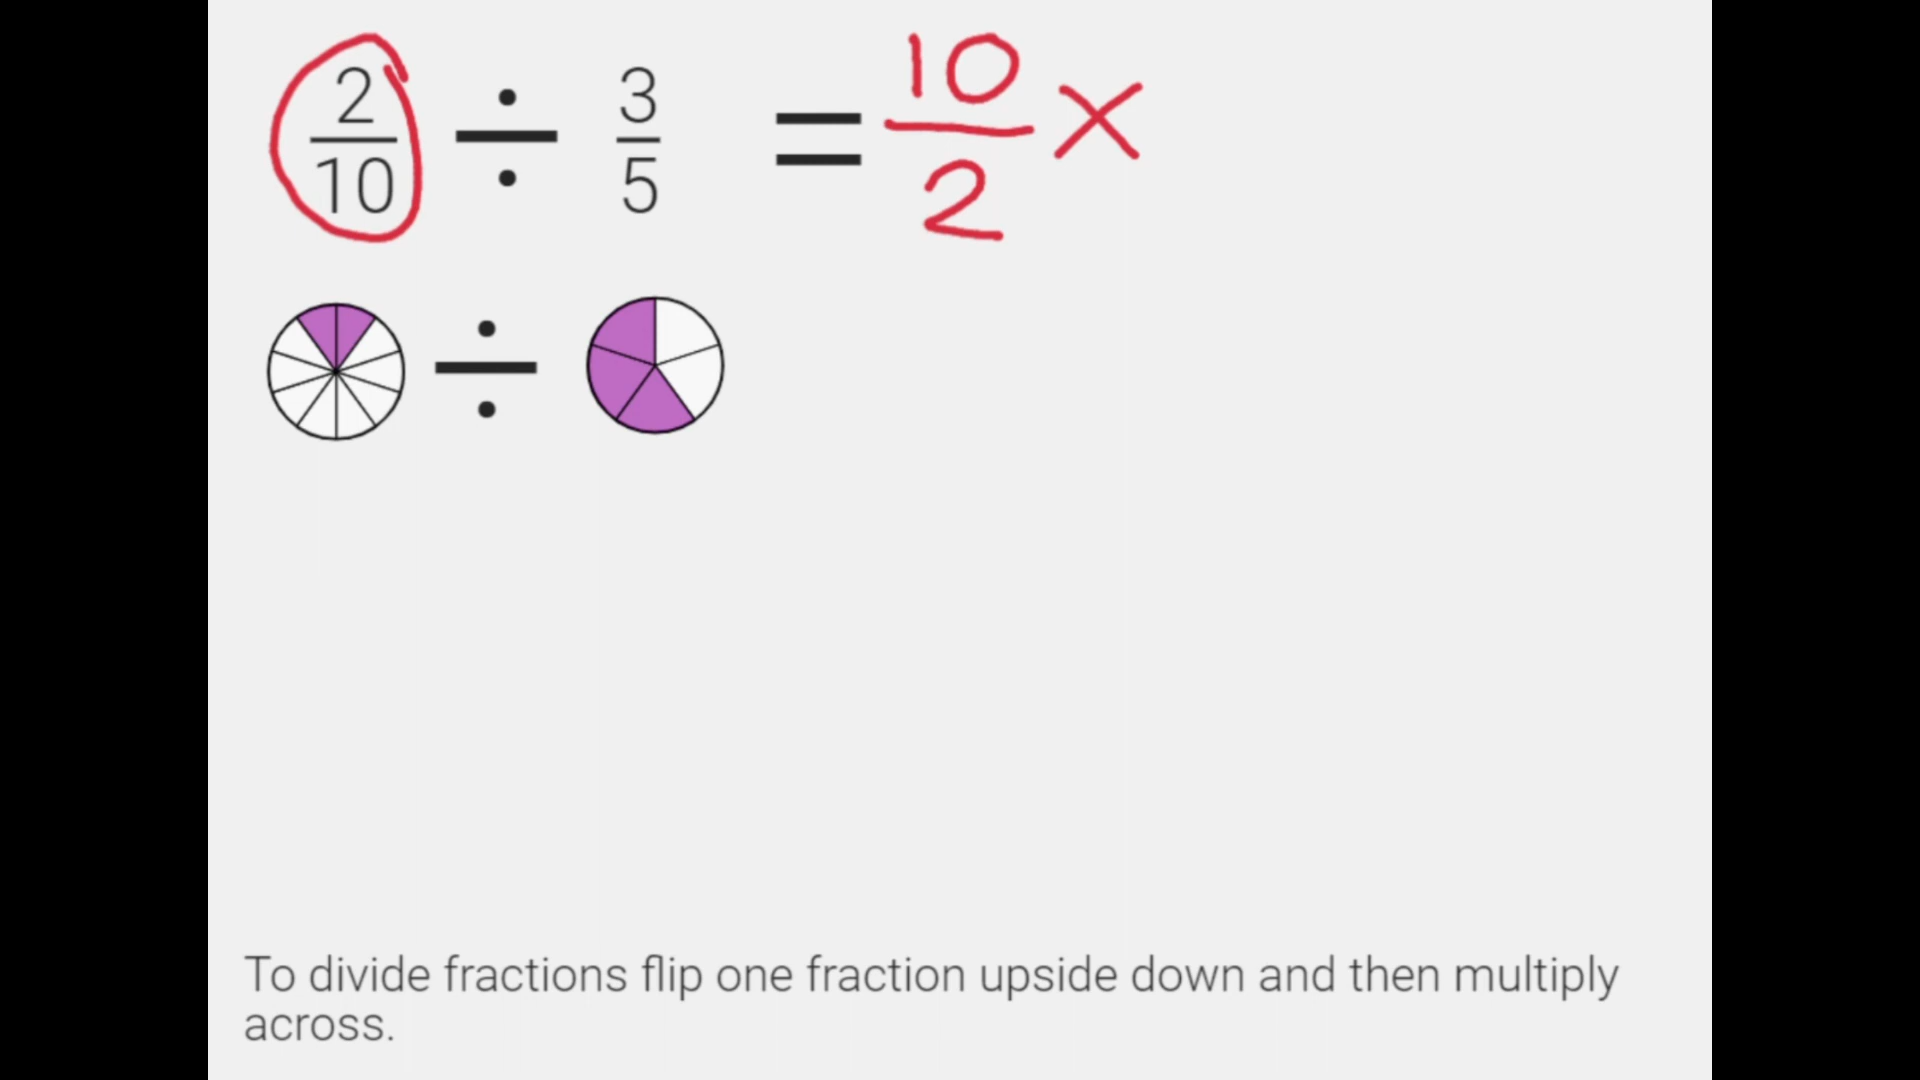 2/10 ÷ 3/5 = 10/2 ×
÷
To divide fractions flip one fraction upside down and then multiply
across.